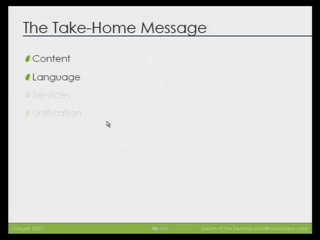 The Take-Home Message
Content
Language
Services
Unification